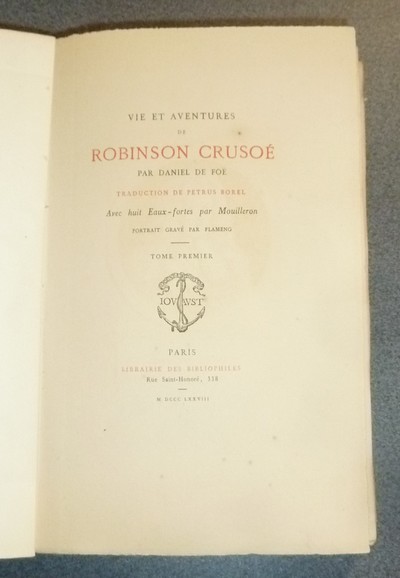 VIE ET AVENTURES
DE
ROBINSON CRUSOÉ
PAR DANIEL DE FOE
TRADUCTION DE PETRUS BOREL
Avec huit Eaux-fortes par Mouilleron
PORTRAIT GRAVÉ PAR FLAMENG
TOME PREMIER
IOVAVST
PARIS
LIBRAIRIE DES BIBLIOPHILES
Rue Saint-Honoré, 338
M DCCC LXXVIII